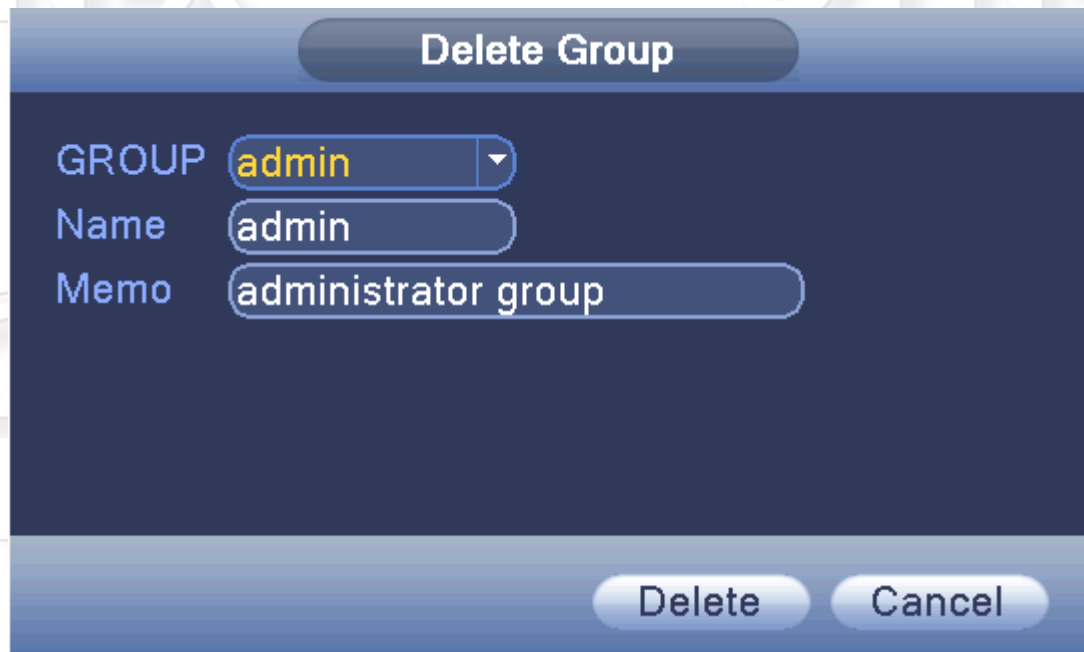 Delete Group
GROUP admin
Name admin
Memo administrator group
Delete Cancel